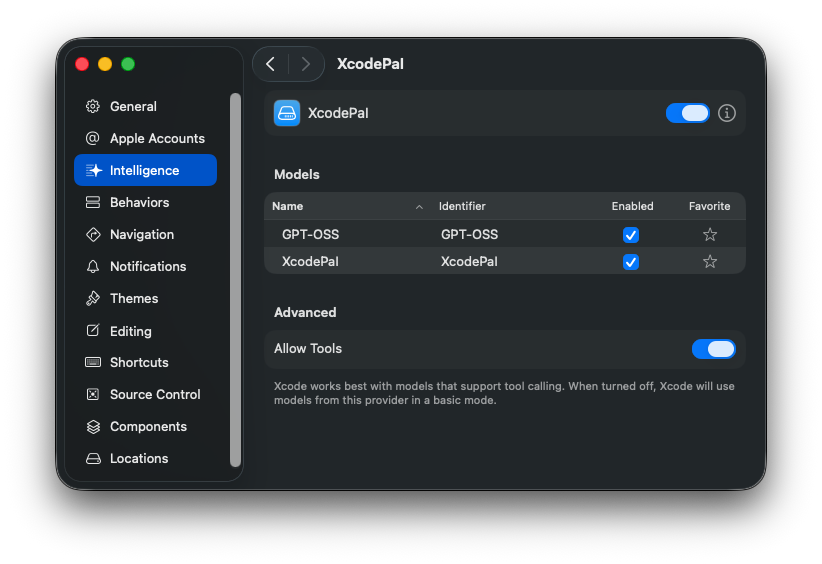 XcodePal
General
Apple Accounts
Intelligence
Behaviors
Navigation
Notifications
Themes
Editing
Shortcuts
Source Control
Components
Locations
XcodePal
Models
Name Identifier Enabled Favorite
GPT-OSS GPT-OSS
XcodePal XcodePal
Advanced
Allow Tools
Xcode works best with models that support tool calling. When turned off, Xcode will use
models from this provider in a basic mode.